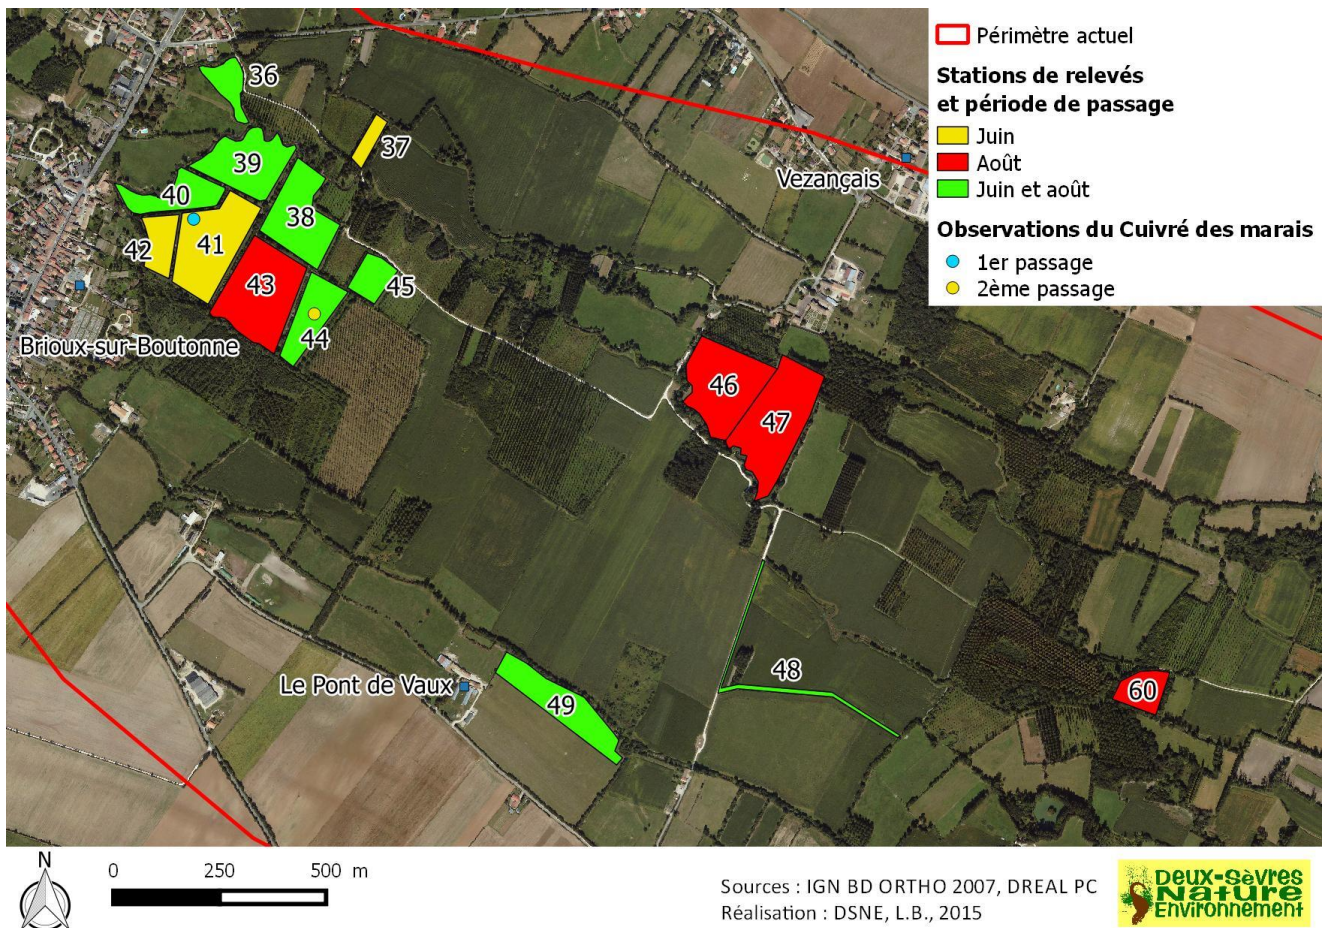 Périmètre actuel
Stations de relevés
et période de passage
Juin
Août
Juin et août
Observations du Cuivré des marais
1er passage
2ème passage
36
37
39
40
38
Vezançais
42
41
43
45
44
Brioux-sur-Boutonne
46
47
48
60
Le Pont de Vaux
49
N
0 250 500 m
Sources : IGN BD ORTHO 2007, DREAL PC
Réalisation : DSNE, L.B., 2015
Deux-Sèvres
Nature
Environnement